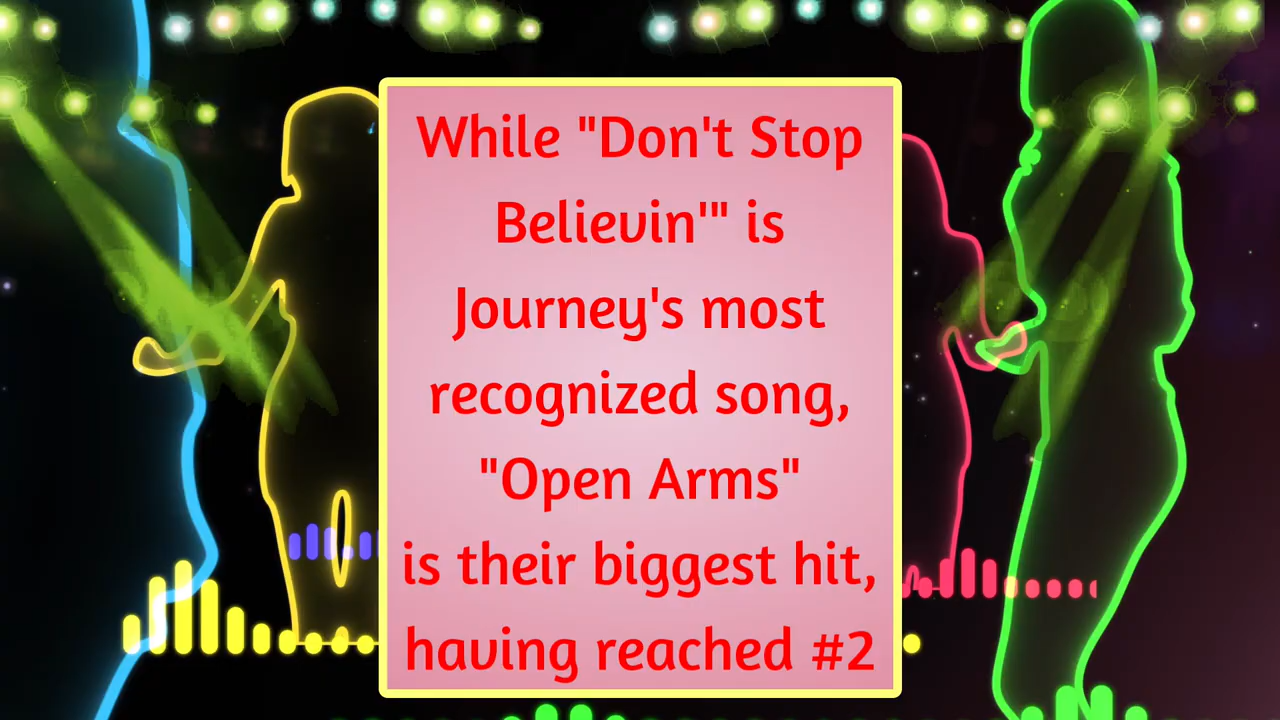 While "Don't Stop
Believin'" is
Journey's most
recognized song,
"Open Arms"
is their biggest hit,
having reached #2